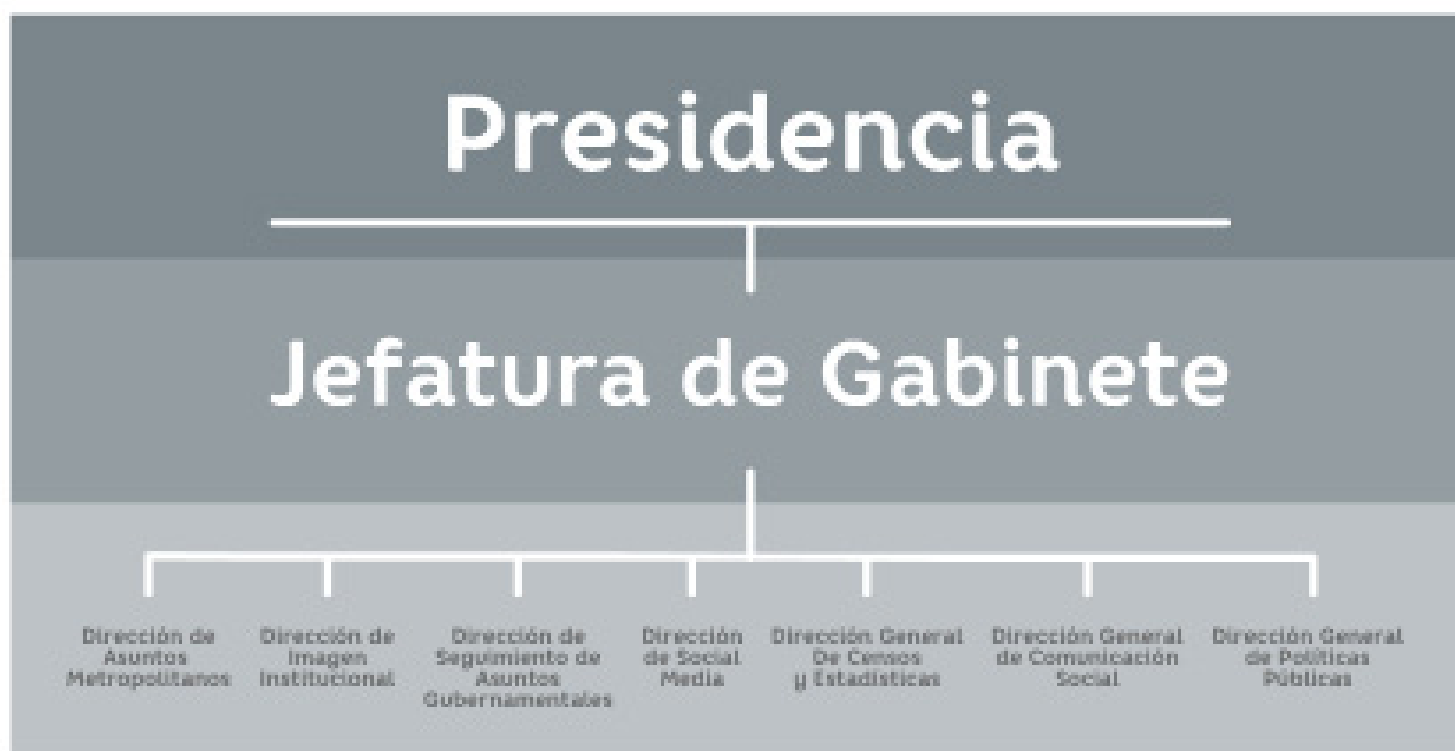 Presidencia
Jefatura de Gabinete
Dirección de
Asuntos
Metropolitanos
Dirección de
Imagen
Institucional
Dirección de
Seguimiento de
Asuntos
Gubernamentales
Dirección
de Social
Media
Dirección General
De Censos
y Estadísticas
Dirección General
de Comunicación
Social
Dirección General
de Políticas
Públicas